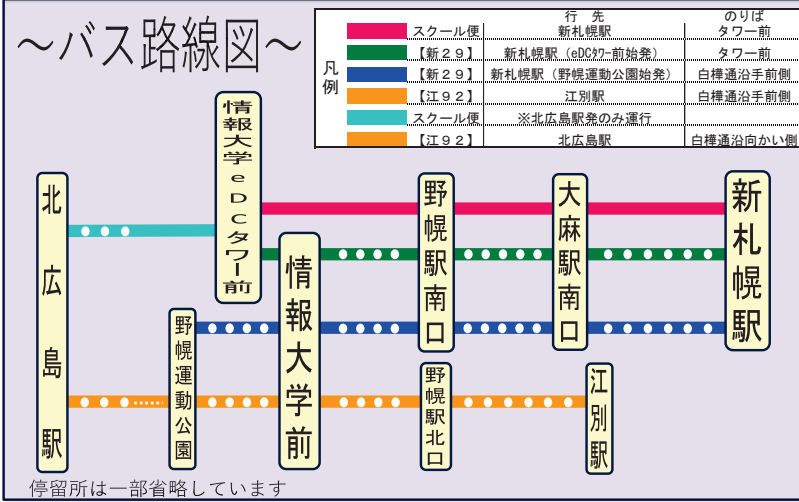 ～バス路線図～
凡例
行 先
のりば
スクール便 新札幌駅 タワー前
【新２９】 新札幌駅（eDCﾀﾜｰ前始発） タワー前
【新２９】 新札幌駅（野幌運動公園始発） 白樺通沿手前側
【江９２】 江別駅 白樺通沿手前側
スクール便 ※北広島駅発のみ運行
【江９２】 北広島駅 白樺通沿向かい側
北広島駅
情報大学eDCタワー前
野幌運動公園
情報大学前
野幌駅南口
野幌駅北口
大麻駅南口
江別駅
新札幌駅
停留所は一部省略しています